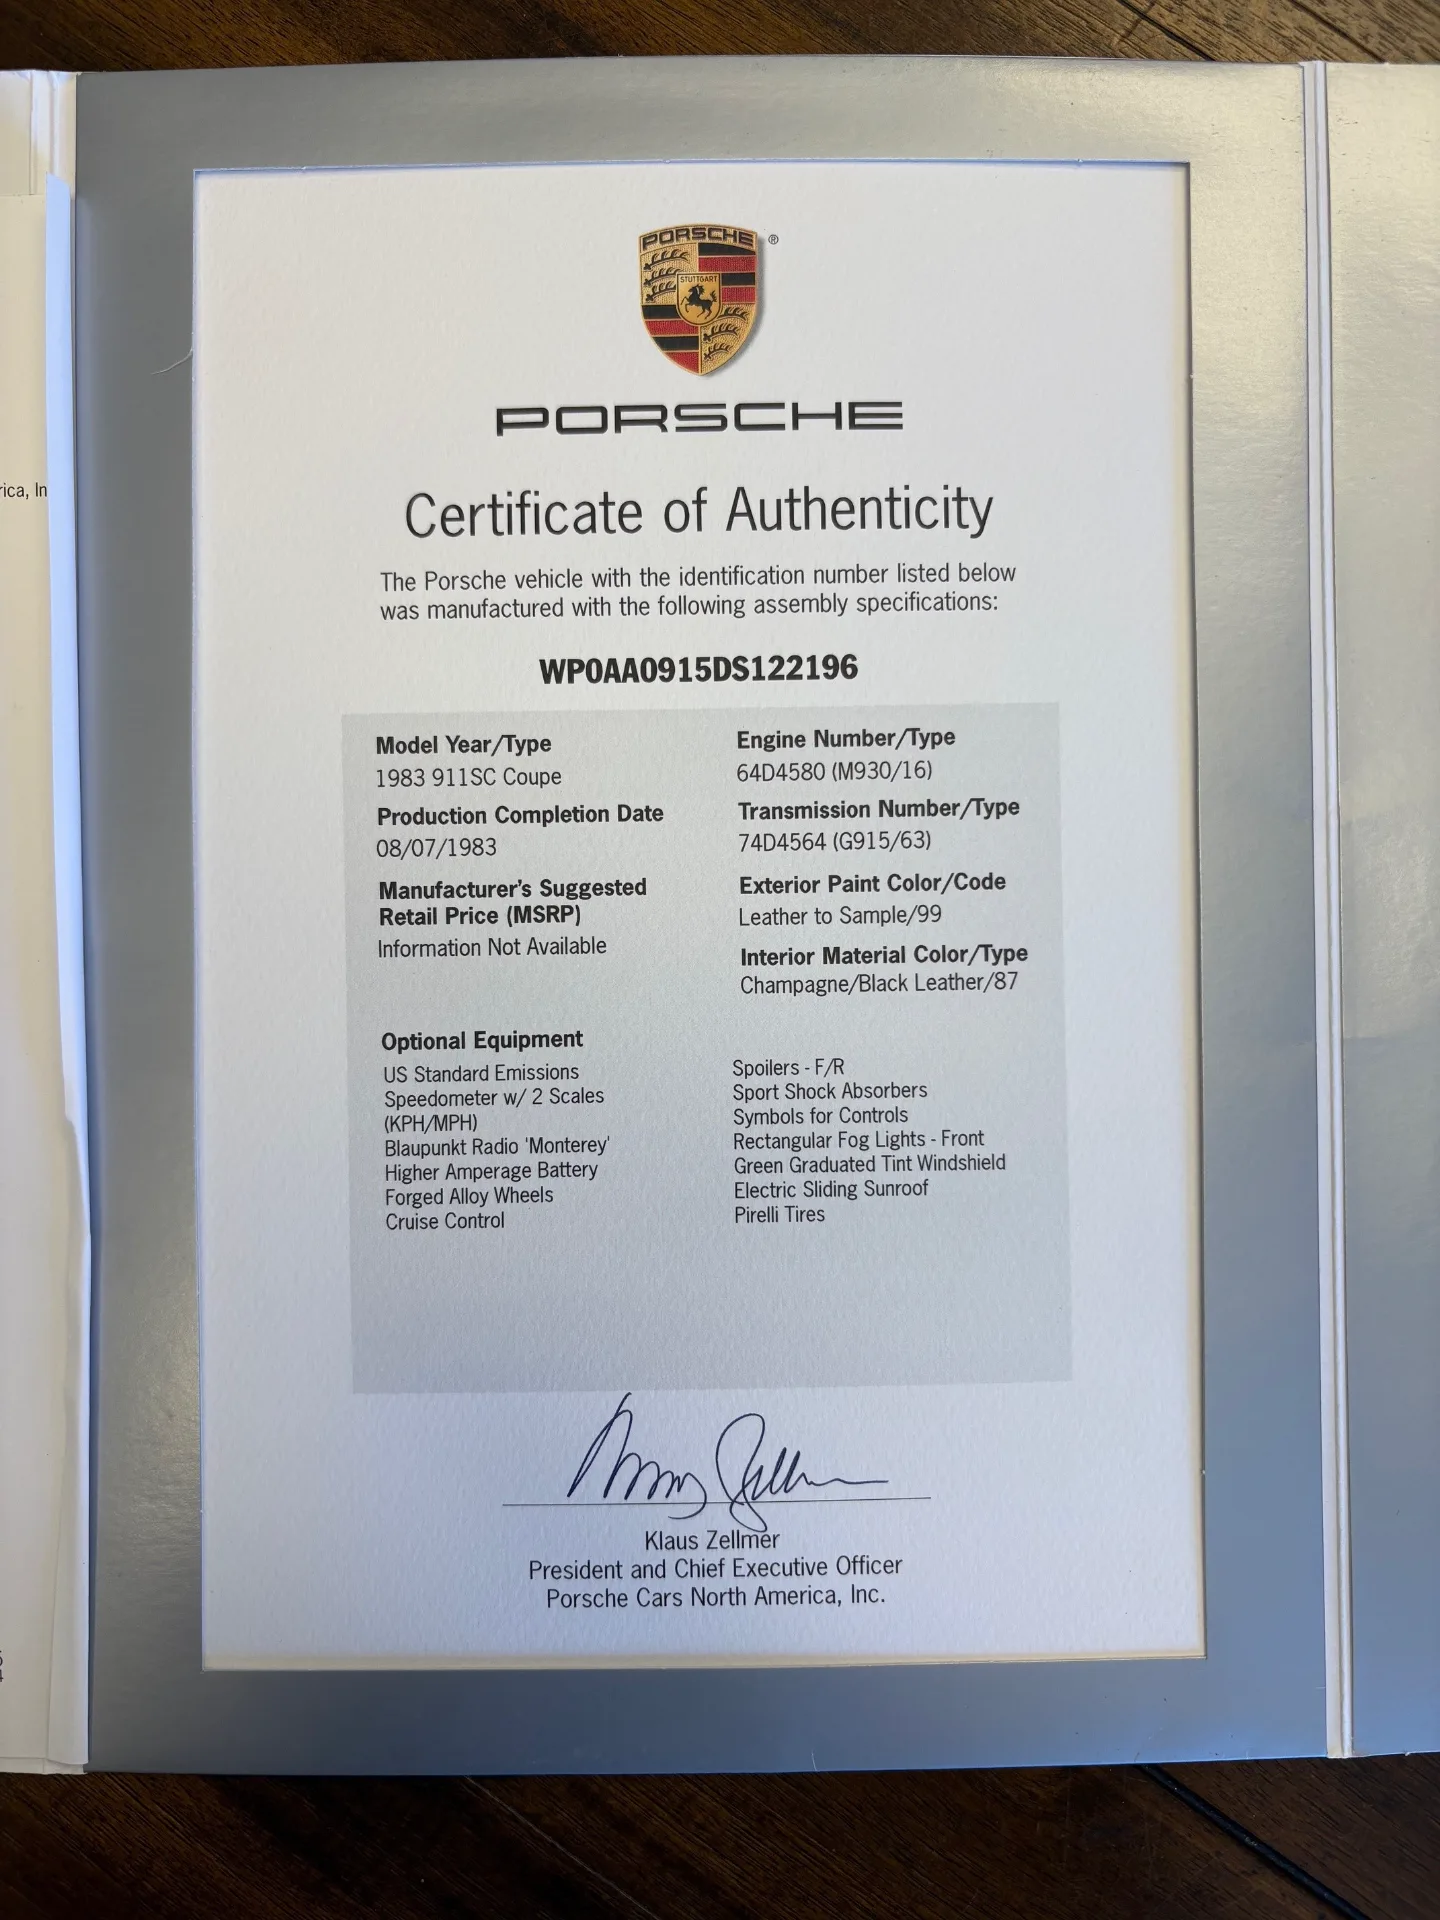 rica, In
PORSCHE
®
STUTTGART
PORSCHE
Certificate of Authenticity
The Porsche vehicle with the identification number listed below
was manufactured with the following assembly specifications:
WP0AA0915DS122196
Model Year/Type
1983 911SC Coupe
Production Completion Date
08/07/1983
Manufacturer's Suggested
Retail Price (MSRP)
Information Not Available
Engine Number/Type
64D4580 (M930/16)
Transmission Number/Type
74D4564 (G915/63)
Exterior Paint Color/Code
Leather to Sample/99
Interior Material Color/Type
Champagne/Black Leather/87
Optional Equipment
US Standard Emissions
Speedometer w/ 2 Scales
(KPH/MPH)
Blaupunkt Radio 'Monterey'
Higher Amperage Battery
Forged Alloy Wheels
Cruise Control
Spoilers - F/R
Sport Shock Absorbers
Symbols for Controls
Rectangular Fog Lights - Front
Green Graduated Tint Windshield
Electric Sliding Sunroof
Pirelli Tires
Klaus Zellmer
President and Chief Executive Officer
Porsche Cars North America, Inc.